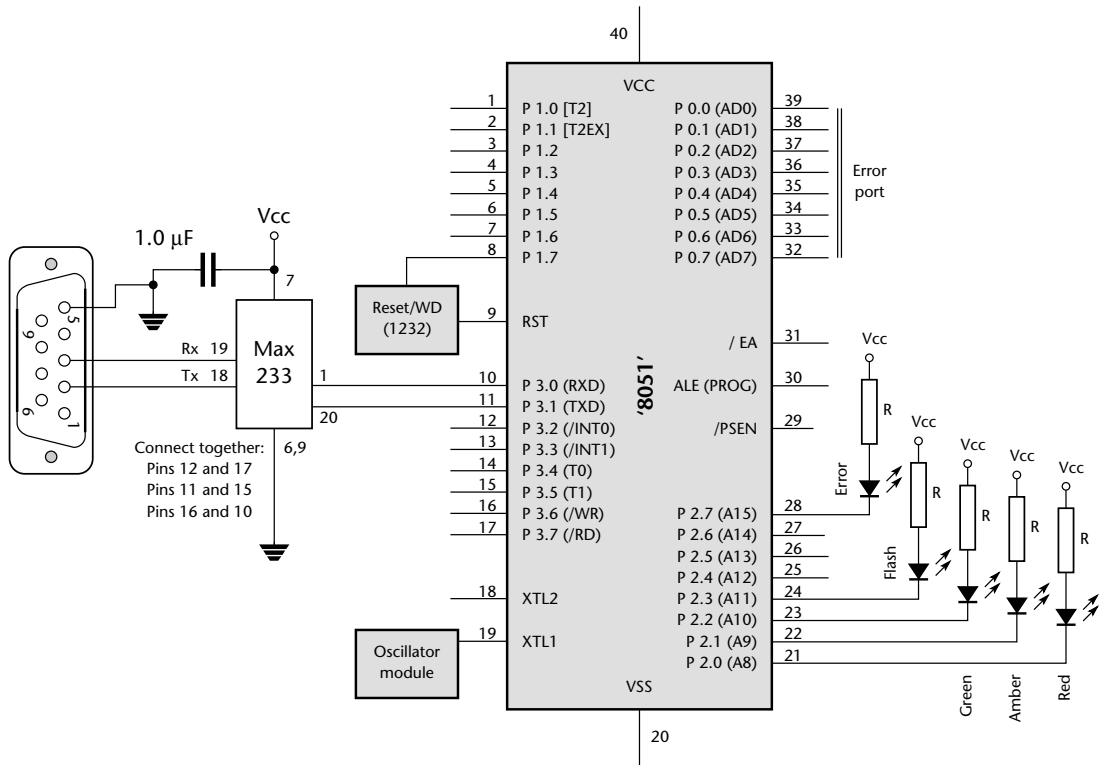 40
VCC
1 P 1.0 [T2]
2 P 1.1 [T2EX]
3 P 1.2
4 P 1.3
5 P 1.4
6 P 1.5
7 P 1.6
8 P 1.7
9 RST
10 P 3.0 (RXD)
11 P 3.1 (TXD)
12 P 3.2 (/INT0)
13 P 3.3 (/INT1)
14 P 3.4 (T0)
15 P 3.5 (T1)
16 P 3.6 (/WR)
17 P 3.7 (/RD)
18 XTL2
19 XTL1
'8051'
P 0.0 (AD0) 39
P 0.1 (AD1) 38
P 0.2 (AD2) 37
P 0.3 (AD3) 36
P 0.4 (AD4) 35
P 0.5 (AD5) 34
P 0.6 (AD6) 33
P 0.7 (AD7) 32
Error
port
/ EA 31
ALE (PROG) 30
/PSEN 29
P 2.7 (A15) 28
P 2.6 (A14) 27
P 2.5 (A13) 26
P 2.4 (A12) 25
P 2.3 (A11) 24
P 2.2 (A10) 23
P 2.1 (A9) 22
P 2.0 (A8) 21
VSS
20
Vcc
1.0 µF
7
5
9
6
1
Rx 19
Tx 18
Max
233
1
20
6,9
Connect together:
Pins 12 and 17
Pins 11 and 15
Pins 16 and 10
Reset/WD
(1232)
Oscillator
module
Vcc
R
Error
Vcc
R
Flash
Vcc
R
Green
Vcc
R
Amber
Vcc
R
Red